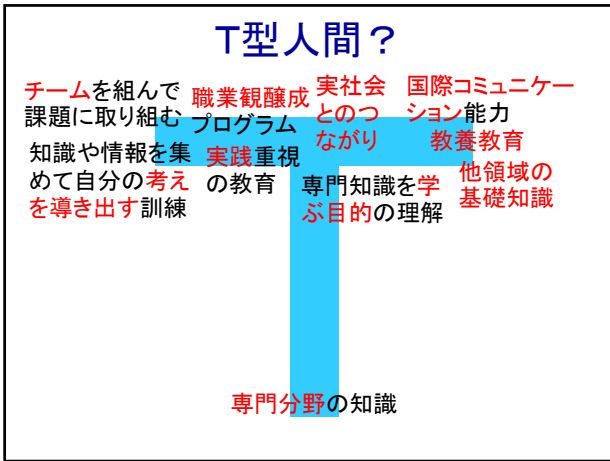 T型人間？
チームを組んで
課題に取り組む
職業観醸成
プログラム
実社会
とのつ
ながり
国際コミュニケー
ション能力
教養教育
知識や情報を集
めて自分の考え
を導き出す訓練
実践重視
の教育
専門知識を学
ぶ目的の理解
他領域の
基礎知識
専門分野の知識